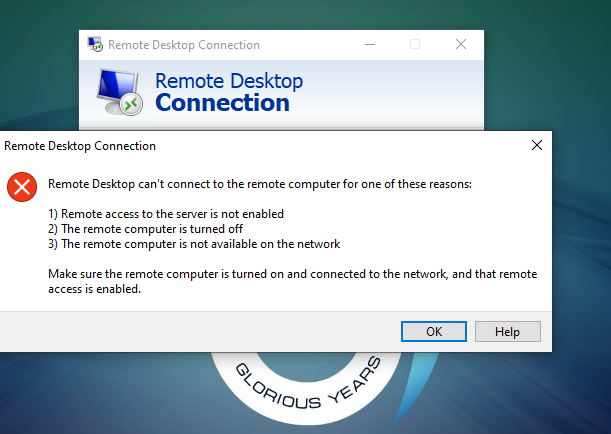 Remote Desktop Connection
Remote Desktop
Connection
Remote Desktop Connection
Remote Desktop can't connect to the remote computer for one of these reasons:
1) Remote access to the server is not enabled
2) The remote computer is turned off
3) The remote computer is not available on the network
Make sure the remote computer is turned on and connected to the network, and that remote
access is enabled.
OK
Help
GLORIOUS YEARS